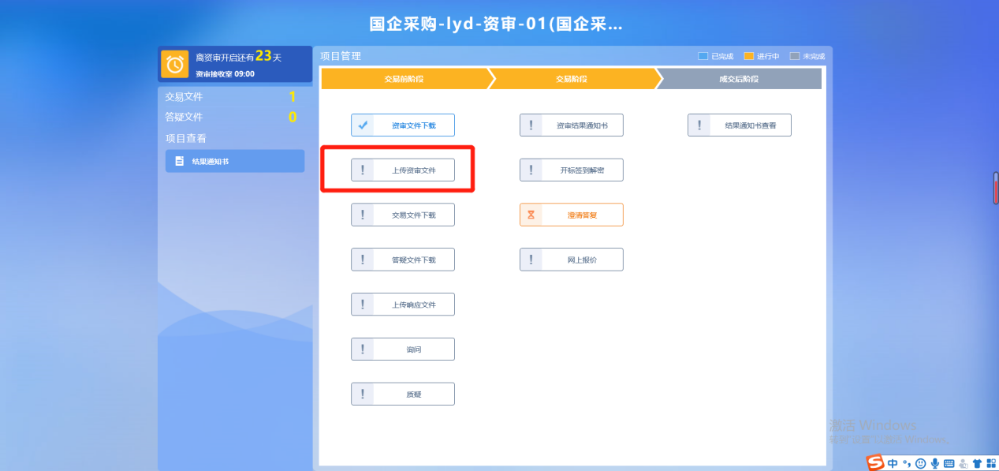 国企采购-lyd-资审-01(国企采...
离资审开启还有23天
资审接收室 09:00
交易文件 1
答疑文件 0
项目查看
结果通知书
项目管理
已完成 进行中 未完成
交易前阶段 交易阶段 成交后阶段
资审文件下载 资审结果通知书 结果通知书查看
上传资审文件 开标签到解密
交易文件下载 澄清答复
答疑文件下载 网上报价
上传响应文件
询问
质疑
激活 Windows
转到"设置"以激活 Windows。
中